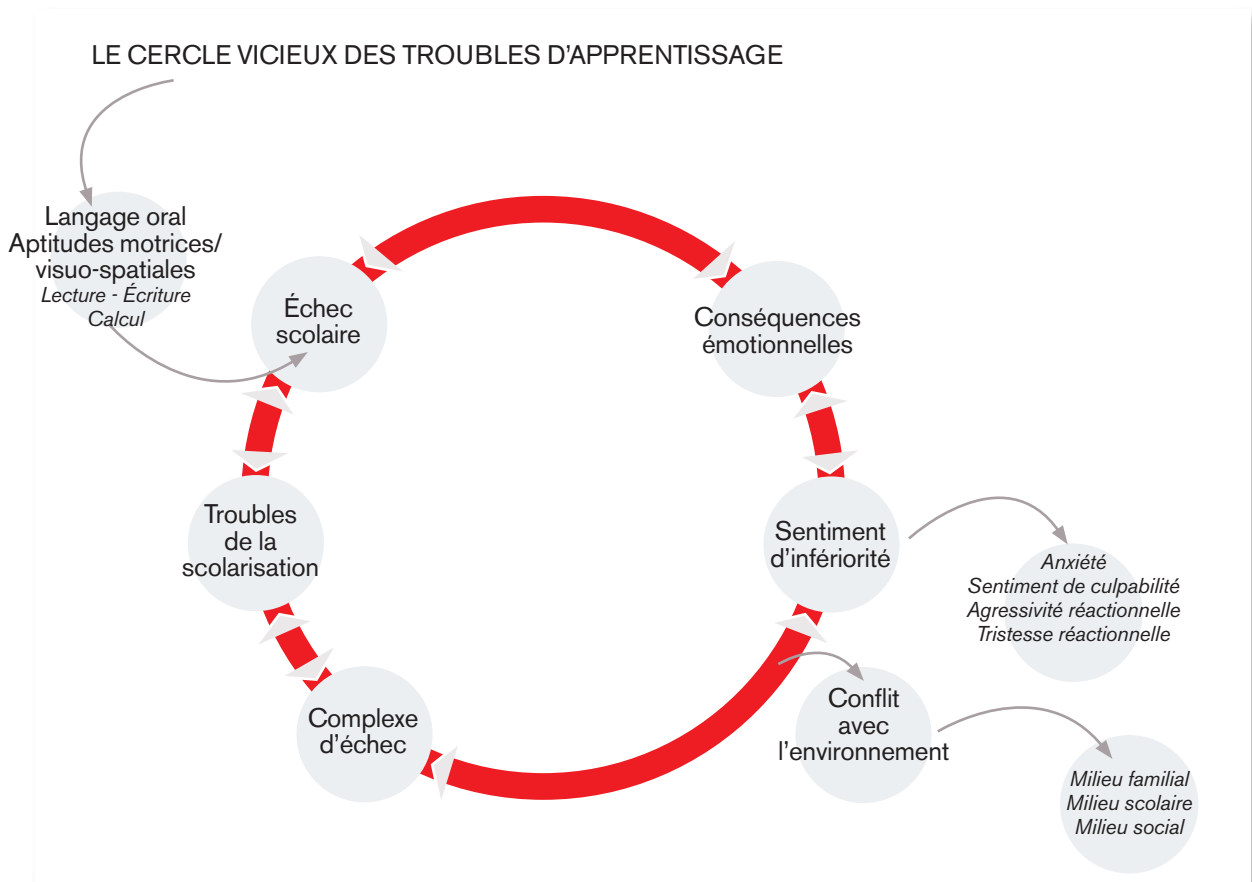 LE CERCLE VICIEUX DES TROUBLES D'APPRENTISSAGE
Langage oral
Aptitudes motrices/
visuo-spatiales
Lecture - Écriture
Calcul
Échec
scolaire
Conséquences
émotionnelles
Troubles
de la
scolarisation
Sentiment
d'infériorité
Anxiété
Sentiment de culpabilité
Agressivité réactionnelle
Tristesse réactionnelle
Complexe
d'échec
Conflit
avec
l'environnement
Milieu familial
Milieu scolaire
Milieu social